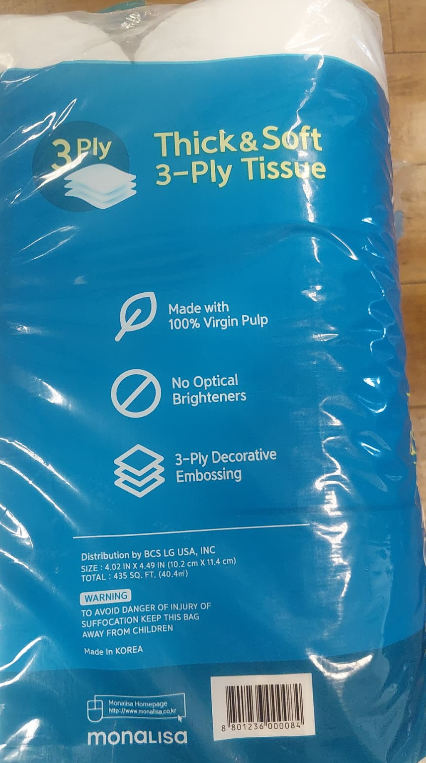 3 Ply
Thick & Soft
3-Ply Tissue
Made with
100% Virgin Pulp
No Optical
Brighteners
3-Ply Decorative
Embossing
Distribution by BCS LG USA, INC
SIZE : 4.02 IN X 4.49 IN (10.2 cm X 11.4 cm)
TOTAL : 435 SQ. FT. (40.4㎡)
WARNING
TO AVOID DANGER OF INJURY OF
SUFFOCATION KEEP THIS BAG
AWAY FROM CHILDREN
Made in KOREA
Monalisa Homepage
http://www.monalisa.co.kr
monalisa
8 801236 000084